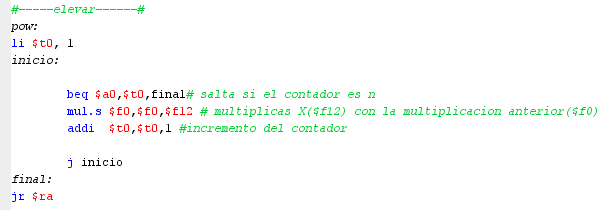 #-----elevar------#
pow:
li $t0, 1
inicio:
beq $a0,$t0,final# salta si el contador es n
mul.s $f0,$f0,$f12 # multiplicas X($f12) con la multiplicacion anterior($f0)
addi $t0,$t0,1 #incremento del contador
j inicio
final:
jr $ra